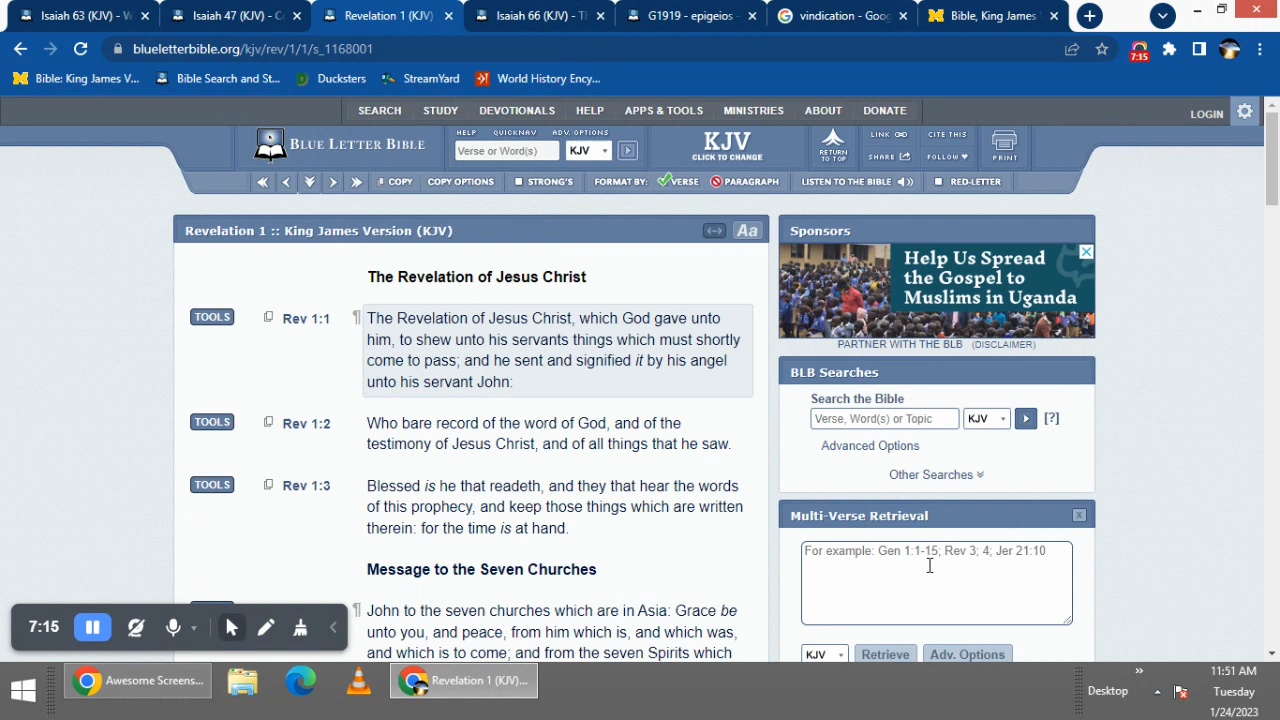 Isaiah 63 (KJV) - W
Isaiah 47 (KJV) - C
Revelation 1 (KJV)
Isaiah 66 (KJV) - Th
G1919 - epigeios -
vindication - Goog
Bible, King James V
blueletterbible.org/kjv/rev/1/1/s_1168001
7:15
Bible: King James V...
Bible Search and St...
Ducksters
StreamYard
World History Ency...
SEARCH STUDY DEVOTIONALS HELP APPS & TOOLS MINISTRIES ABOUT DONATE
LOGIN
BLUE LETTER BIBLE
HELP QUICKNAV ADV. OPTIONS
Verse or Word(s)
KJV
KJV
CLICK TO CHANGE
RETURN
TO TOP
LINK
CITE THIS
SHARE
FOLLOW
PRINT
COPY COPY OPTIONS STRONG'S FORMAT BY: VERSE PARAGRAPH LISTEN TO THE BIBLE RED-LETTER
Revelation 1 :: King James Version (KJV)
Aa
The Revelation of Jesus Christ
TOOLS Rev 1:1 ¶ The Revelation of Jesus Christ, which God gave unto
him, to shew unto his servants things which must shortly
come to pass; and he sent and signified it by his angel
unto his servant John:
TOOLS Rev 1:2 Who bare record of the word of God, and of the
testimony of Jesus Christ, and of all things that he saw.
TOOLS Rev 1:3 Blessed is he that readeth, and they that hear the words
of this prophecy, and keep those things which are written
therein: for the time is at hand.
Message to the Seven Churches
¶ John to the seven churches which are in Asia: Grace be
unto you, and peace, from him which is, and which was,
and which is to come; and from the seven Spirits which
Sponsors
Help Us Spread
the Gospel to
Muslims in Uganda
PARTNER WITH THE BLB (DISCLAIMER)
BLB Searches
Search the Bible
Verse, Word(s) or Topic
KJV
[?]
Advanced Options
Other Searches
Multi-Verse Retrieval
x
For example: Gen 1:1-15; Rev 3; 4; Jer 21:10
KJV
Retrieve
Adv. Options
7:15
Awesome Screens...
Revelation 1 (KJV)...
Desktop
11:51 AM
Tuesday
1/24/2023